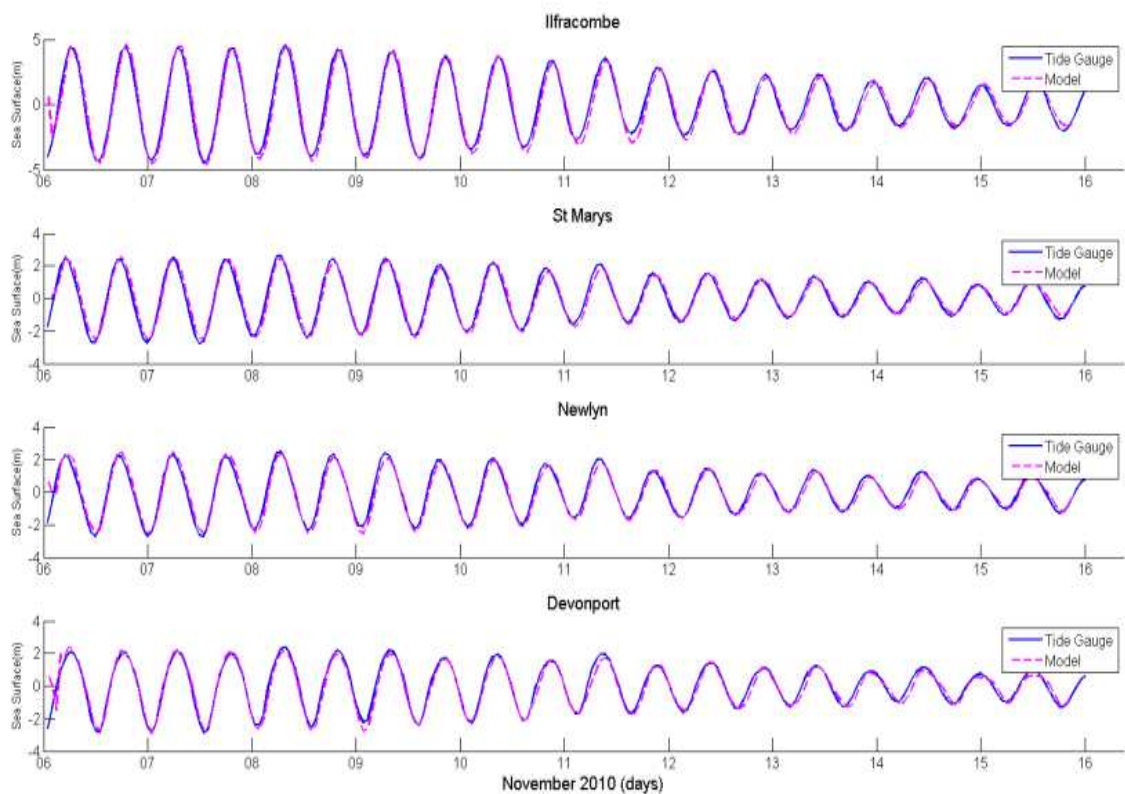 Ilfracombe
Sea Surface(m)
5
0
-5
Tide Gauge
Model
06 07 08 09 10 11 12 13 14 15 16
St Marys
Sea Surface(m)
4
2
0
-2
-4
Tide Gauge
Model
06 07 08 09 10 11 12 13 14 15 16
Newlyn
Sea Surface(m)
4
2
0
-2
-4
Tide Gauge
Model
06 07 08 09 10 11 12 13 14 15 16
Devonport
Sea Surface(m)
4
2
0
-2
-4
Tide Gauge
Model
06 07 08 09 10 11 12 13 14 15 16
November 2010 (days)